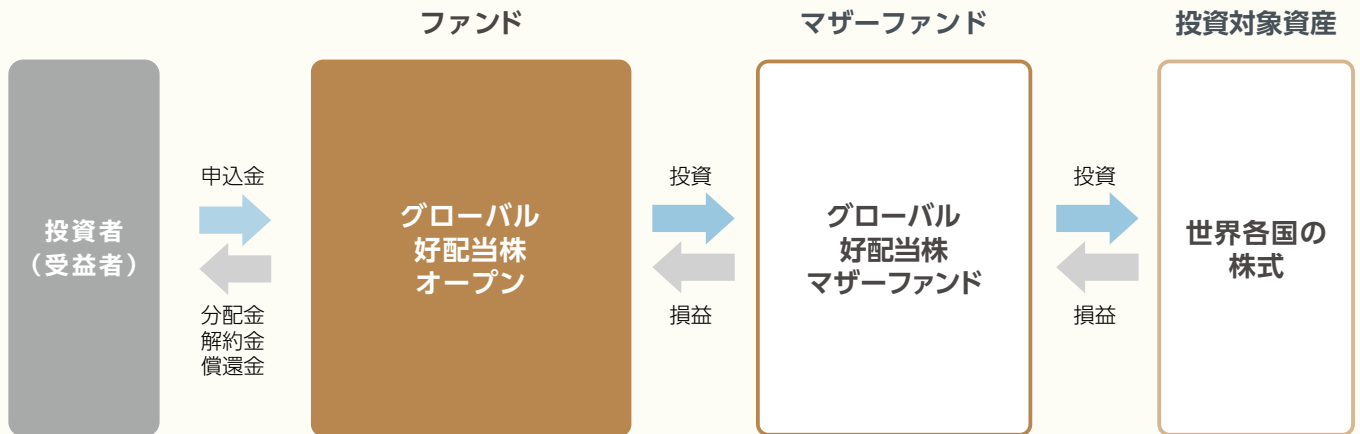 ファンド
マザーファンド
投資対象資産
投資者
（受益者）
申込金
分配金
解約金
償還金
グローバル
好配当株
オープン
投資
損益
グローバル
好配当株
マザーファンド
投資
損益
世界各国の
株式